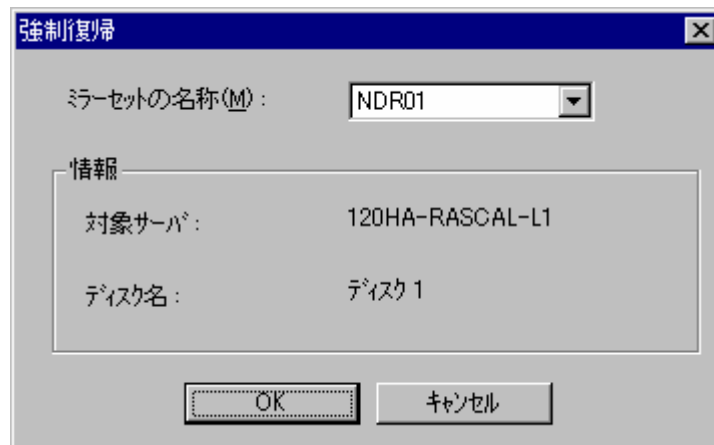 強制復帰
ﾐﾗｰｾｯﾄの名称(M)： NDR01
情報
対象ｻｰﾊﾞ： 120HA-RASCAL-L1
ﾃﾞｨｽｸ名： ﾃﾞｨｽｸ 1
OK ｷｬﾝｾﾙ